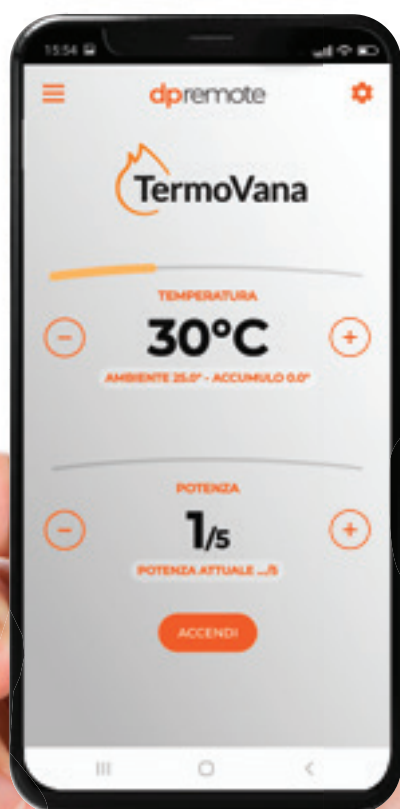 15:54
dpremote
TermoVana
TEMPERATURA
30°C
AMBIENTE 25.0° - ACCUMULO 0.0°
POTENZA
1/5
POTENZA ATTUALE .../5
ACCENDI